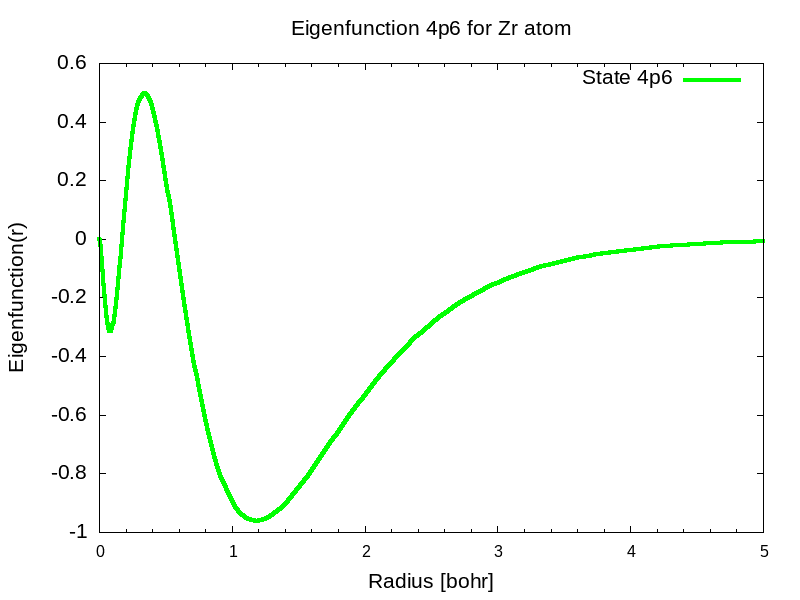 Eigenfunction 4p6 for Zr atom
State 4p6
0.6
0.4
0.2
0
-0.2
-0.4
-0.6
-0.8
-1
Eigenfunction(r)
0 1 2 3 4 5
Radius [bohr]